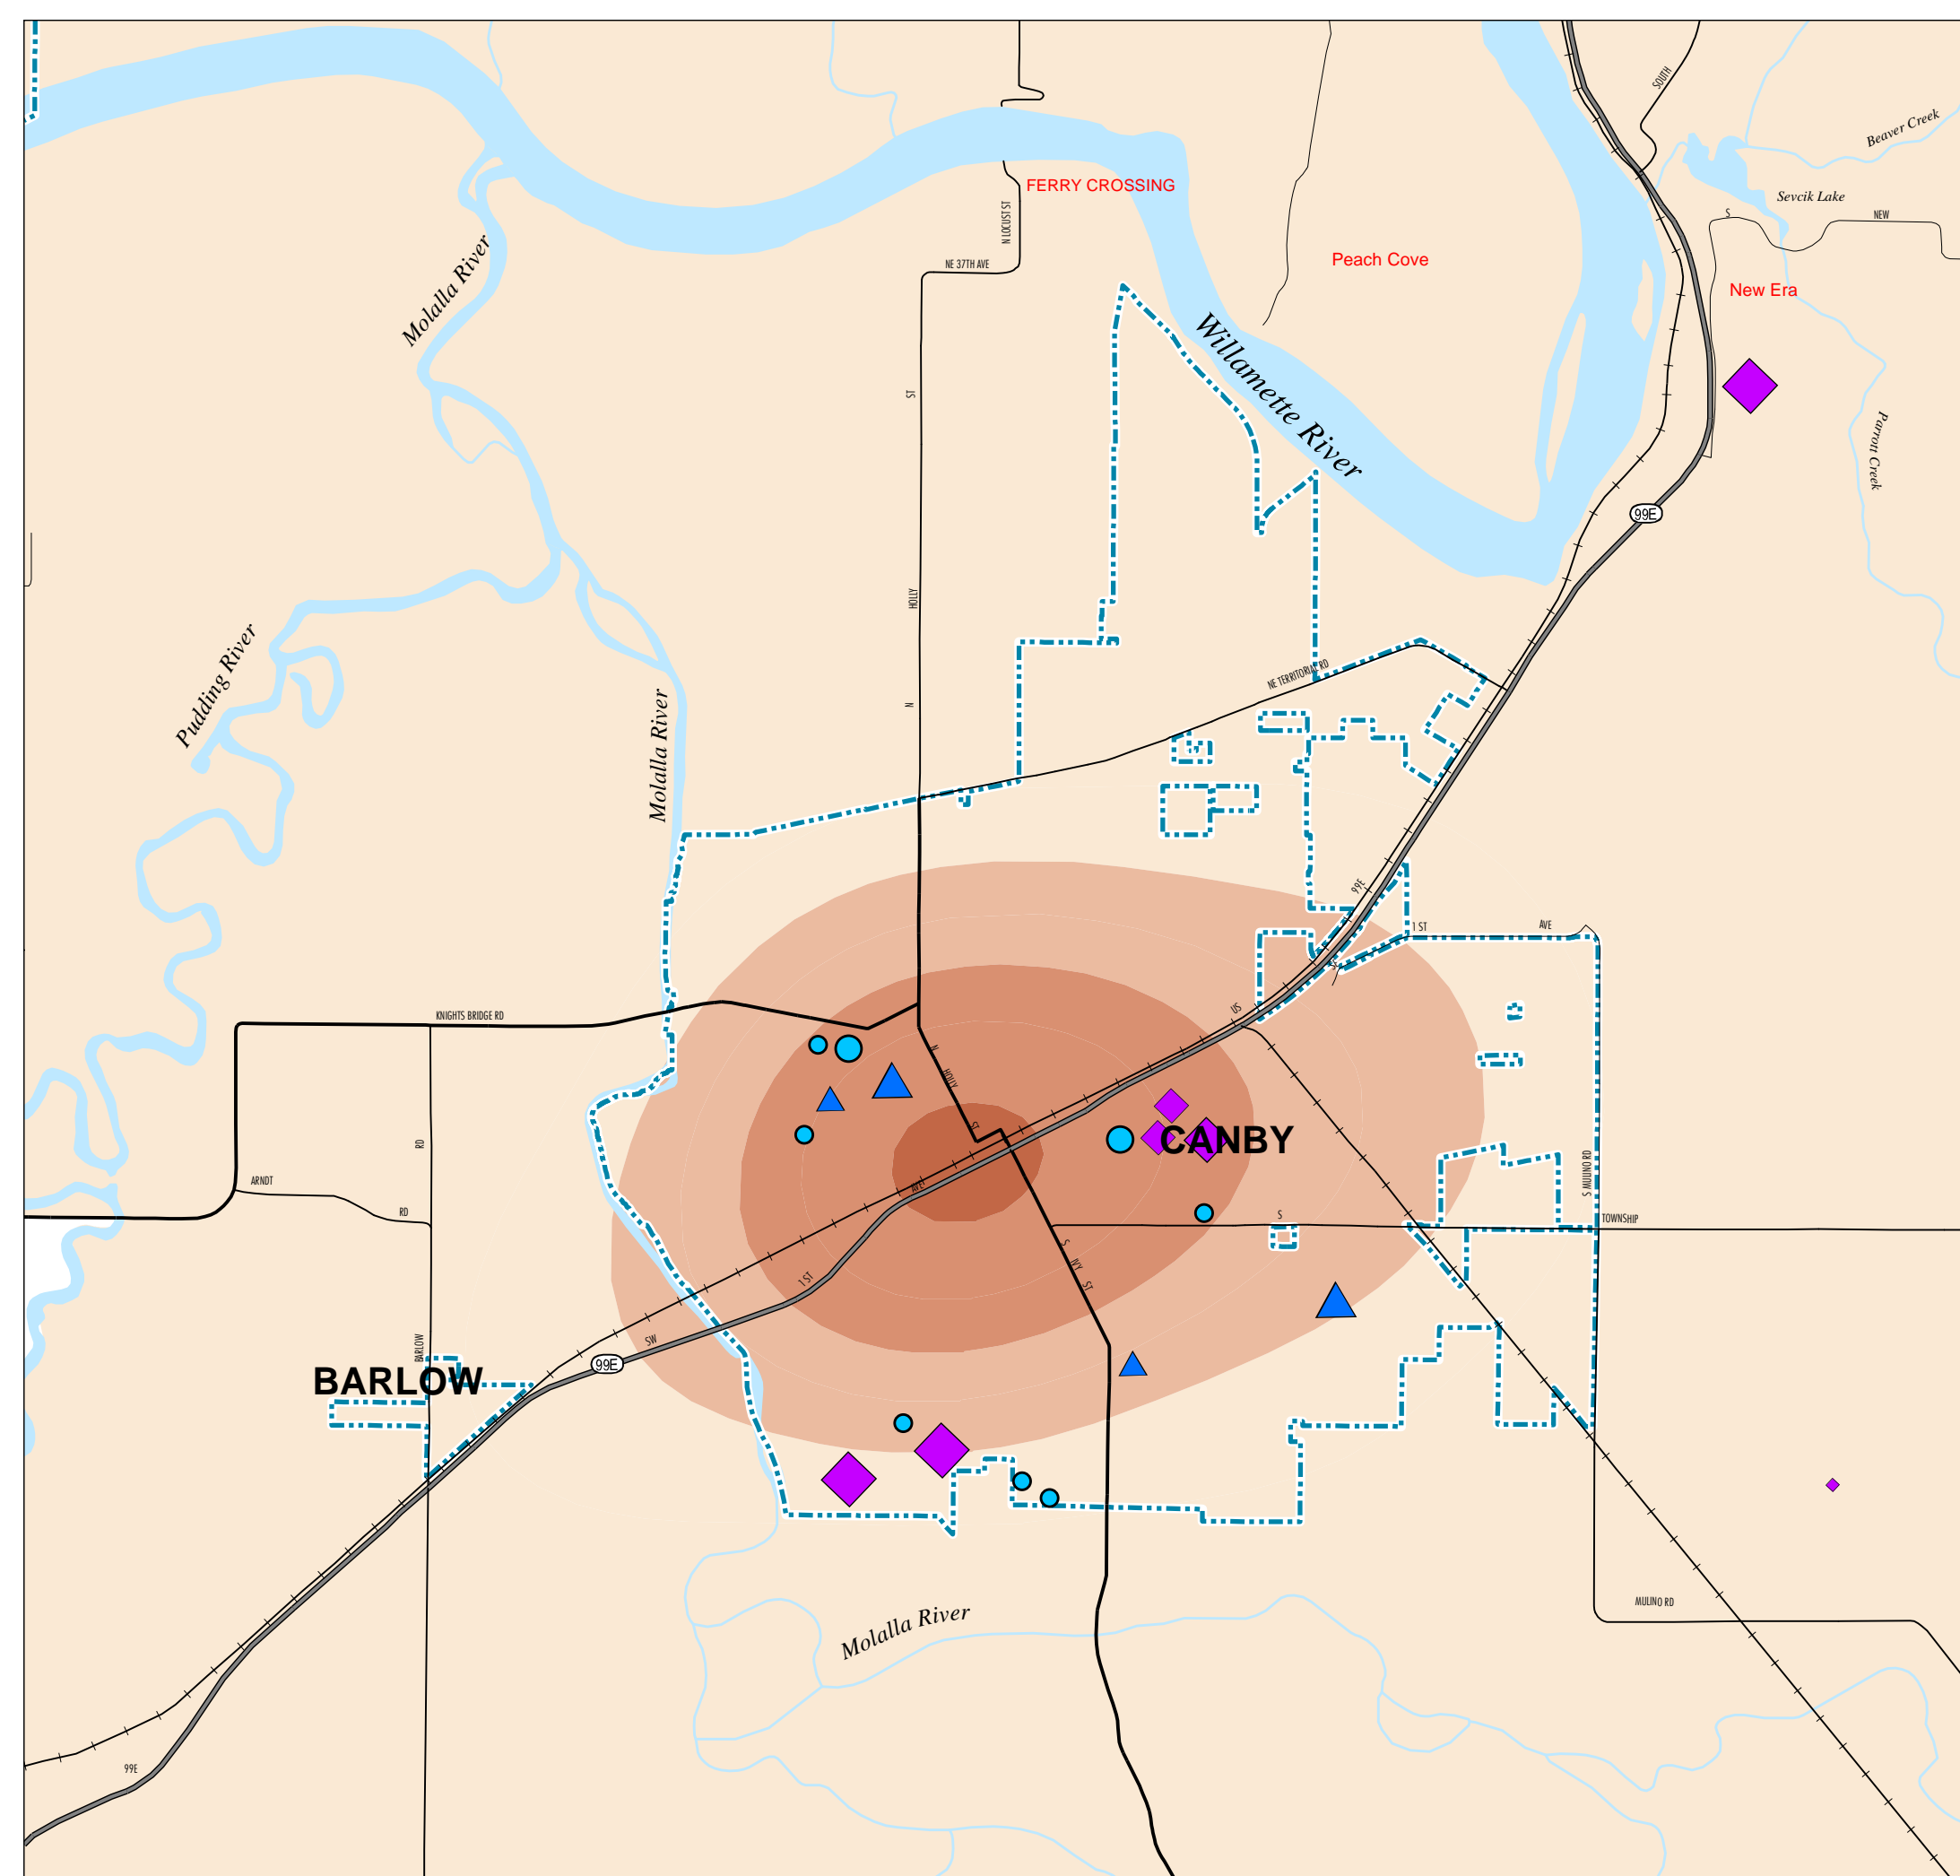 SOUTH
Beaver Creek
FERRY CROSSING
Sevcik Lake
N LOCUST ST
S
NEW
Molalla River
NE 37TH AVE
Peach Cove
New Era
Willamette River
ST
Parrott Creek
99E
HOLLY
Pudding River
NE TERRITORIAL RD
N
Molalla River
99E
1 ST
AVE
KNIGHTS BRIDGE RD
US
N
HOLLY
ST
CANBY
RD
ARNDT
RD
AVE
S MULINO RD
S
TOWNSHIP
S
IVY
ST
1 ST
SW
BARLOW
99E
BARLOW
MULINO RD
Molalla River
99E